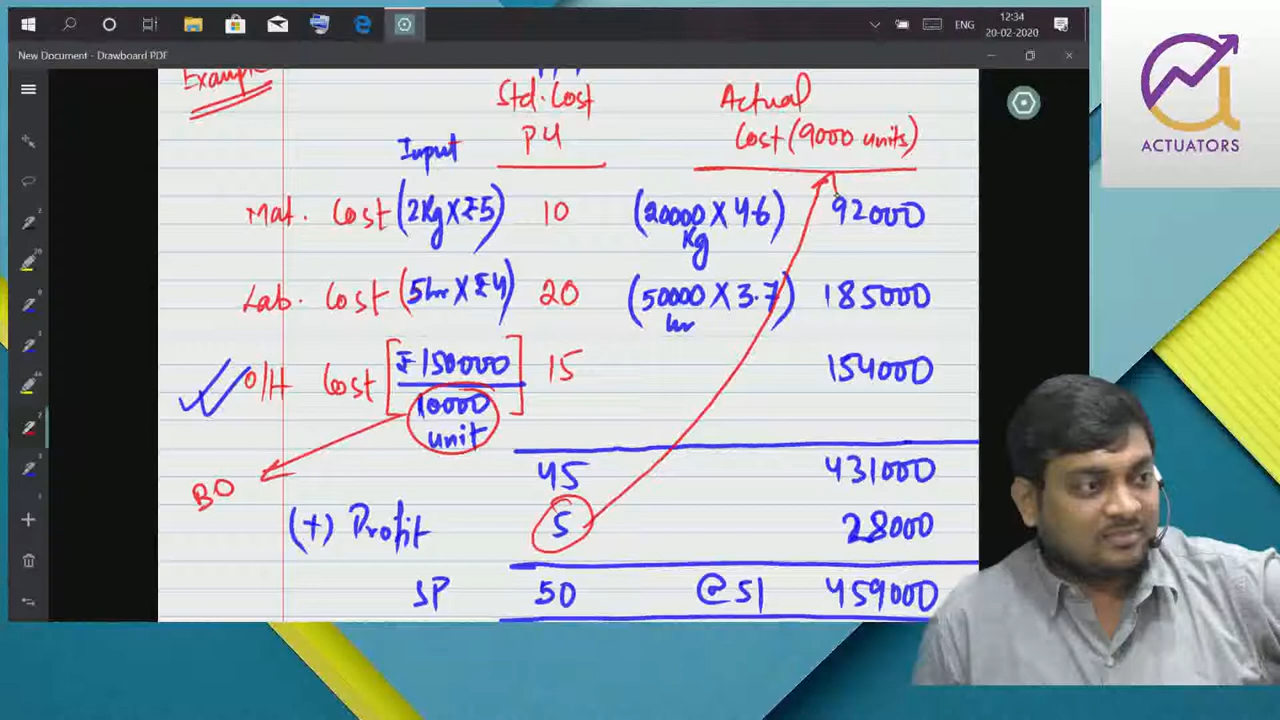 ENG
12:34
20-02-2020
New Document - Drawboard PDF
ACTUATORS
Example
Std. Cost
PU
Actual
Cost (9000 units)
Input
Mat. Cost (2Kg X ₹5) 10 (20000 X 4.6) 92000
Kg
Lab. Cost (5hr X ₹4) 20 (50000 X 3.7) 185000
hr
O/H Cost [₹150000 15 154000
10000
unit]
BO
45 431000
(+) Profit 5 28000
SP 50 @51 459000